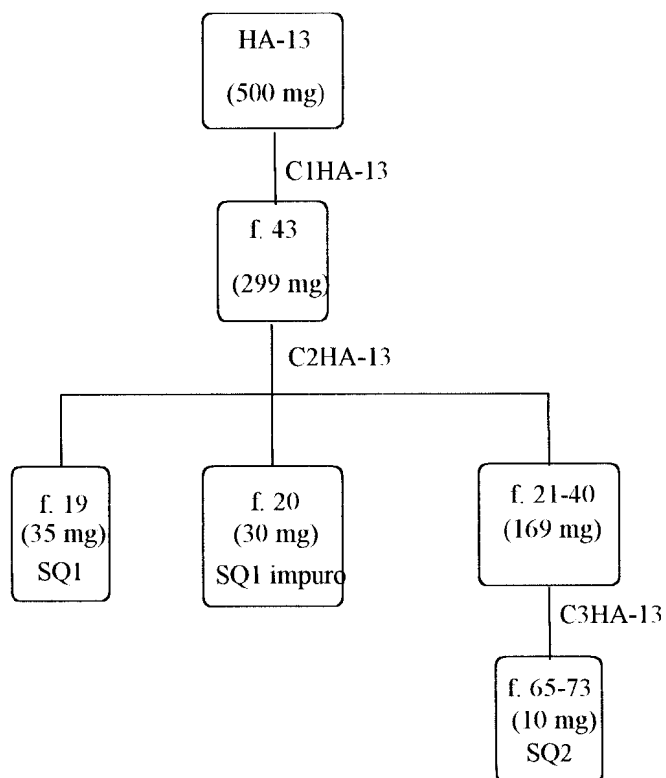 HA-13
(500 mg)
C1HA-13
f. 43
(299 mg)
C2HA-13
f. 19
(35 mg)
SQ1
f. 20
(30 mg)
SQ1 impuro
f. 21-40
(169 mg)
C3HA-13
f. 65-73
(10 mg)
SQ2